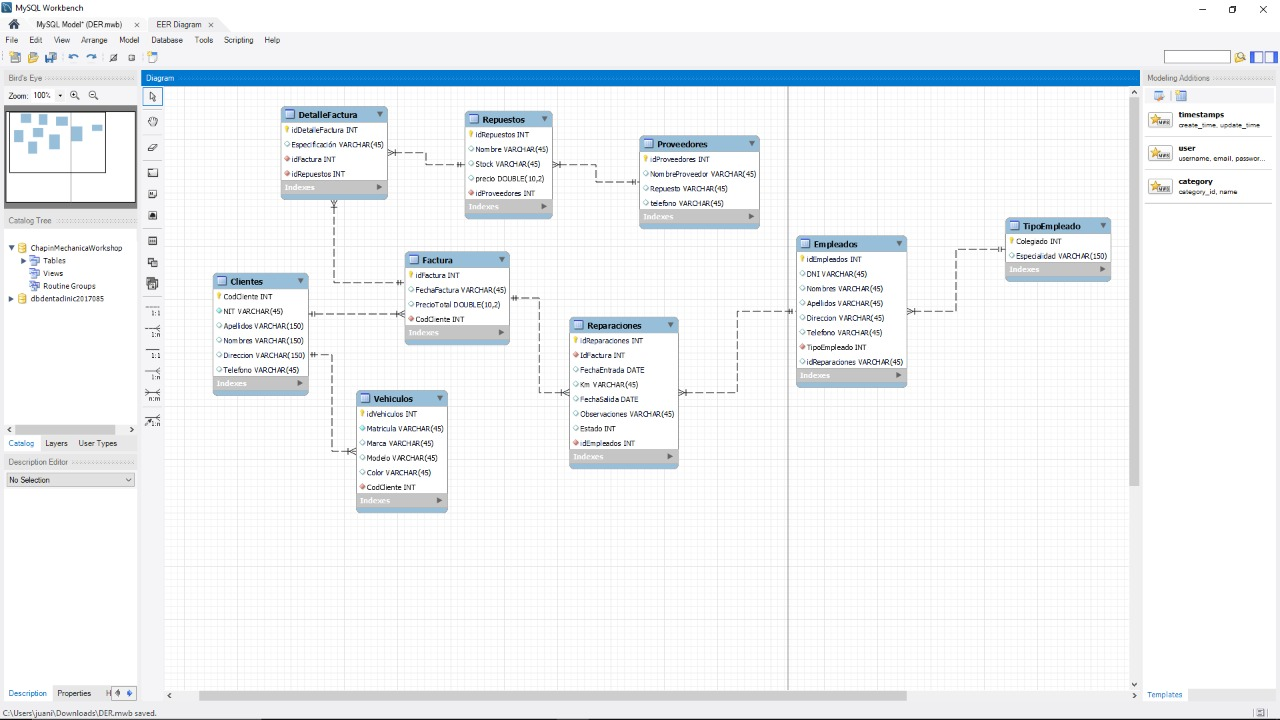 MySQL Workbench
MySQL Model* (DER.mwb) ×
EER Diagram ×
File Edit View Arrange Model Database Tools Scripting Help
Bird's Eye
Zoom: 100%
Catalog Tree
ChapinMechanicaWorkshop
Tables
Views
Routine Groups
dbdentaclinic2017085
Catalog Layers User Types
Description Editor
No Selection
Description Properties H
Diagram
1:1
1:n
1:1
1:n
n:m
1:n
DetalleFactura
idDetalleFactura INT
Especificación VARCHAR(45)
idFactura INT
idRepuestos INT
Indexes
Repuestos
idRepuestos INT
Nombre VARCHAR(45)
Stock VARCHAR(45)
precio DOUBLE(10,2)
idProveedores INT
Indexes
Proveedores
idProveedores INT
NombreProveedor VARCHAR(45)
Repuesto VARCHAR(45)
telefono VARCHAR(45)
Indexes
Empleados
idEmpleados INT
DNI VARCHAR(45)
Nombres VARCHAR(45)
Apellidos VARCHAR(45)
Direccion VARCHAR(45)
Telefono VARCHAR(45)
TipoEmpleado INT
idReparaciones VARCHAR(45)
Indexes
TipoEmpleado
Colegiado INT
Especialidad VARCHAR(150)
Indexes
Clientes
CodCliente INT
NIT VARCHAR(45)
Apellidos VARCHAR(150)
Nombres VARCHAR(150)
Direccion VARCHAR(150)
Telefono VARCHAR(45)
Indexes
Factura
idFactura INT
FechaFactura VARCHAR(45)
PrecioTotal DOUBLE(10,2)
CodCliente INT
Indexes
Reparaciones
idReparaciones INT
IdFactura INT
FechaEntrada DATE
Km VARCHAR(45)
FechaSalida DATE
Observaciones VARCHAR(45)
Estado INT
idEmpleados INT
Indexes
Vehiculos
idVehiculos INT
Matricula VARCHAR(45)
Marca VARCHAR(45)
Modelo VARCHAR(45)
Color VARCHAR(45)
CodCliente INT
Indexes
Modeling Additions
timestamps
create_time, update_time
user
username, email, passwor...
category
category_id, name
Templates
C:\Users\juani\Downloads\DER.mwb saved.